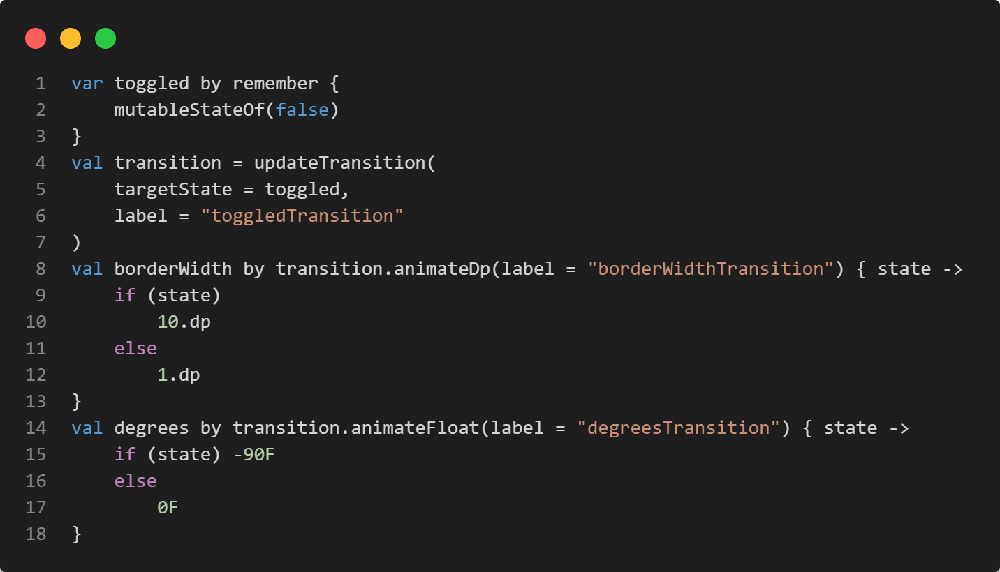 1 var toggled by remember {
2     mutableStateOf(false)
3 }
4 val transition = updateTransition(
5     targetState = toggled,
6     label = "toggledTransition"
7 )
8 val borderWidth by transition.animateDp(label = "borderWidthTransition") { state ->
9     if (state)
10         10.dp
11     else
12         1.dp
13 }
14 val degrees by transition.animateFloat(label = "degreesTransition") { state ->
15     if (state) -90F
16     else
17         0F
18 }